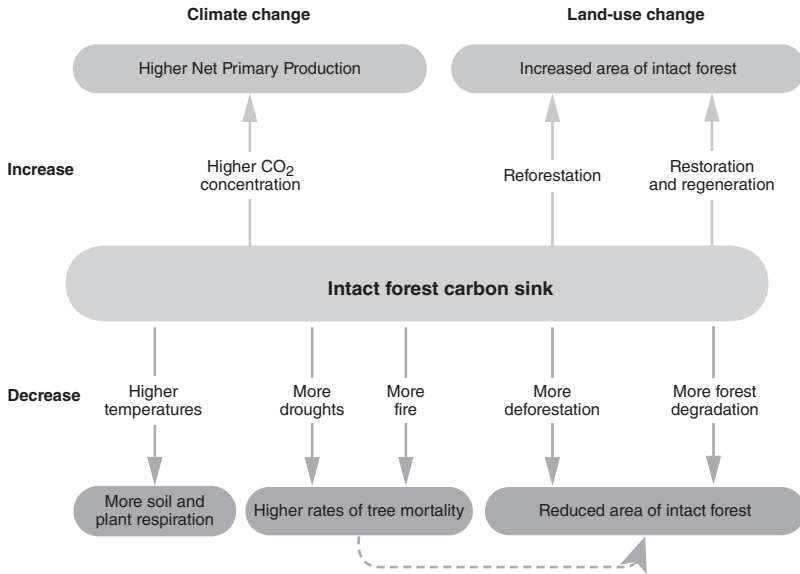 Climate change
Land-use change
Higher Net Primary Production
Increased area of intact forest
Increase
Higher CO2
concentration
Reforestation
Restoration
and regeneration
Intact forest carbon sink
Decrease
Higher
temperatures
More
droughts
More
fire
More
deforestation
More forest
degradation
More soil and
plant respiration
Higher rates of tree mortality
Reduced area of intact forest